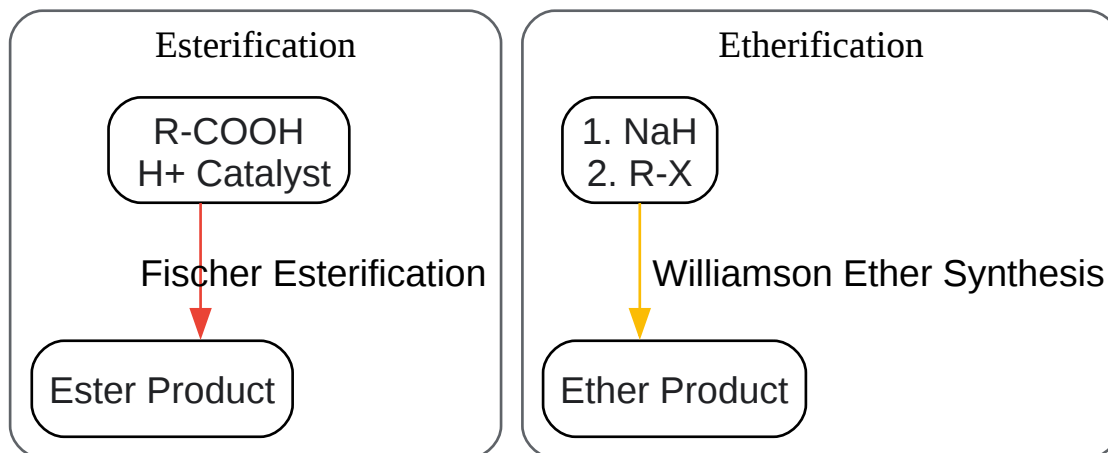 Esterification
R-COOH
H+ Catalyst
Fischer Esterification
Ester Product
Etherification
1. NaH
2. R-X
Williamson Ether Synthesis
Ether Product